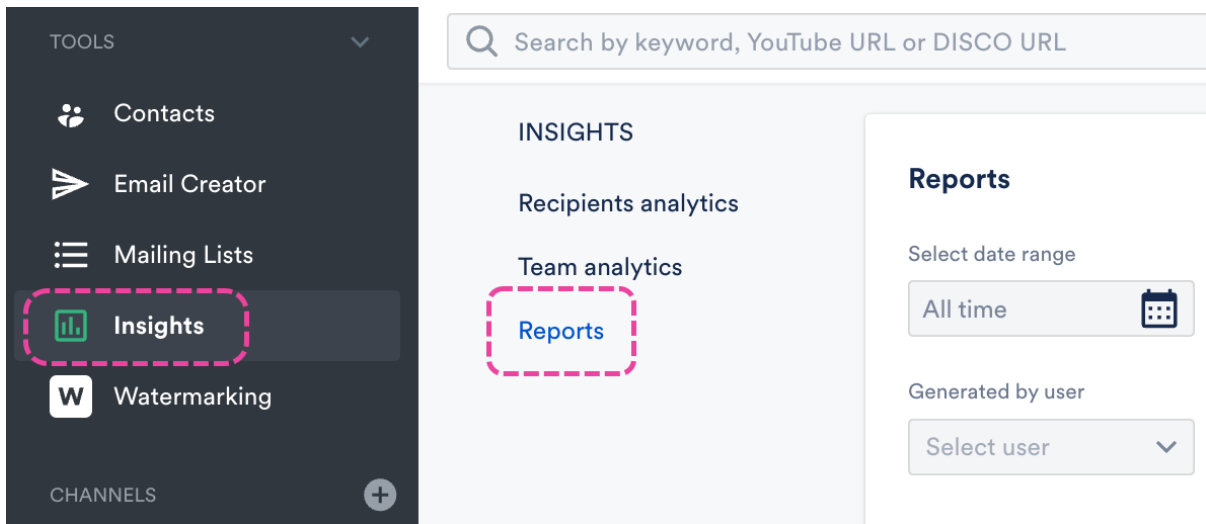 TOOLS
Contacts
Email Creator
Mailing Lists
Insights
W Watermarking
CHANNELS
Search by keyword, YouTube URL or DISCO URL
INSIGHTS
Recipients analytics
Team analytics
Reports
Reports
Select date range
All time
Generated by user
Select user